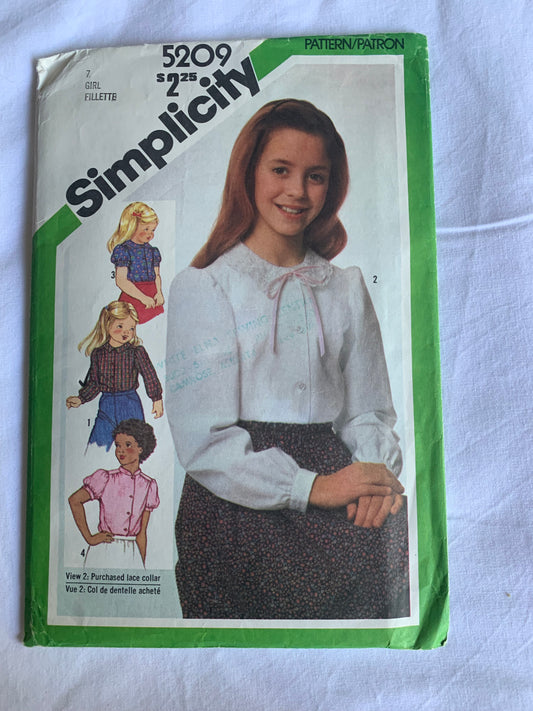 5209
PATTERN/PATRON
7
GIRL
FILLETTE
$2.25
Simplicity
3
2
1
4
View 2: Purchased lace collar
Vue 2: Col de dentelle acheté